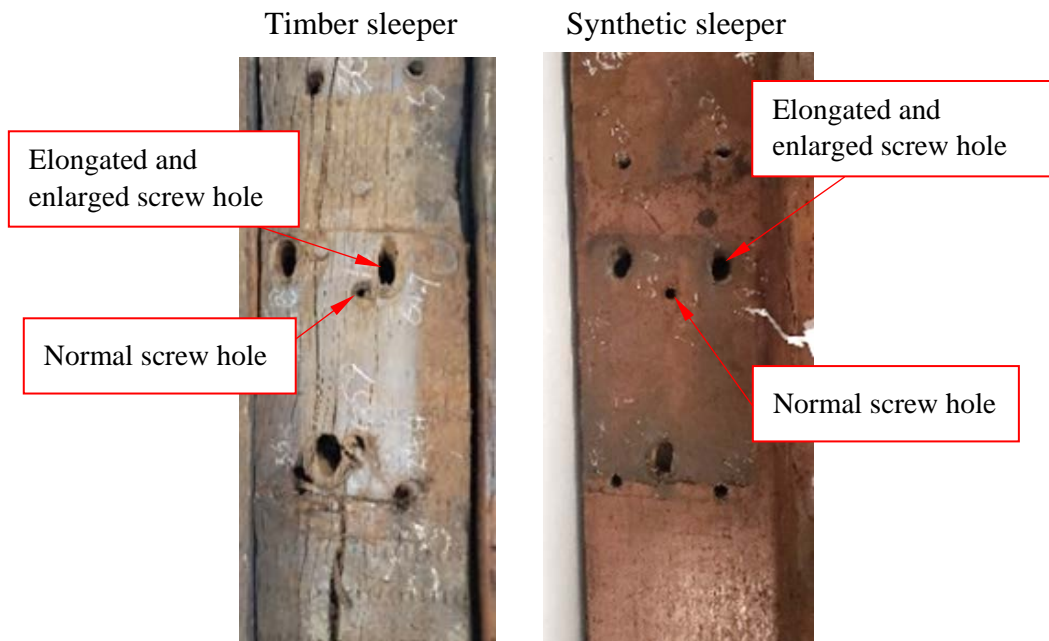 Timber sleeper
Synthetic sleeper
Elongated and
enlarged screw hole
Elongated and
enlarged screw hole
Normal screw hole
Normal screw hole